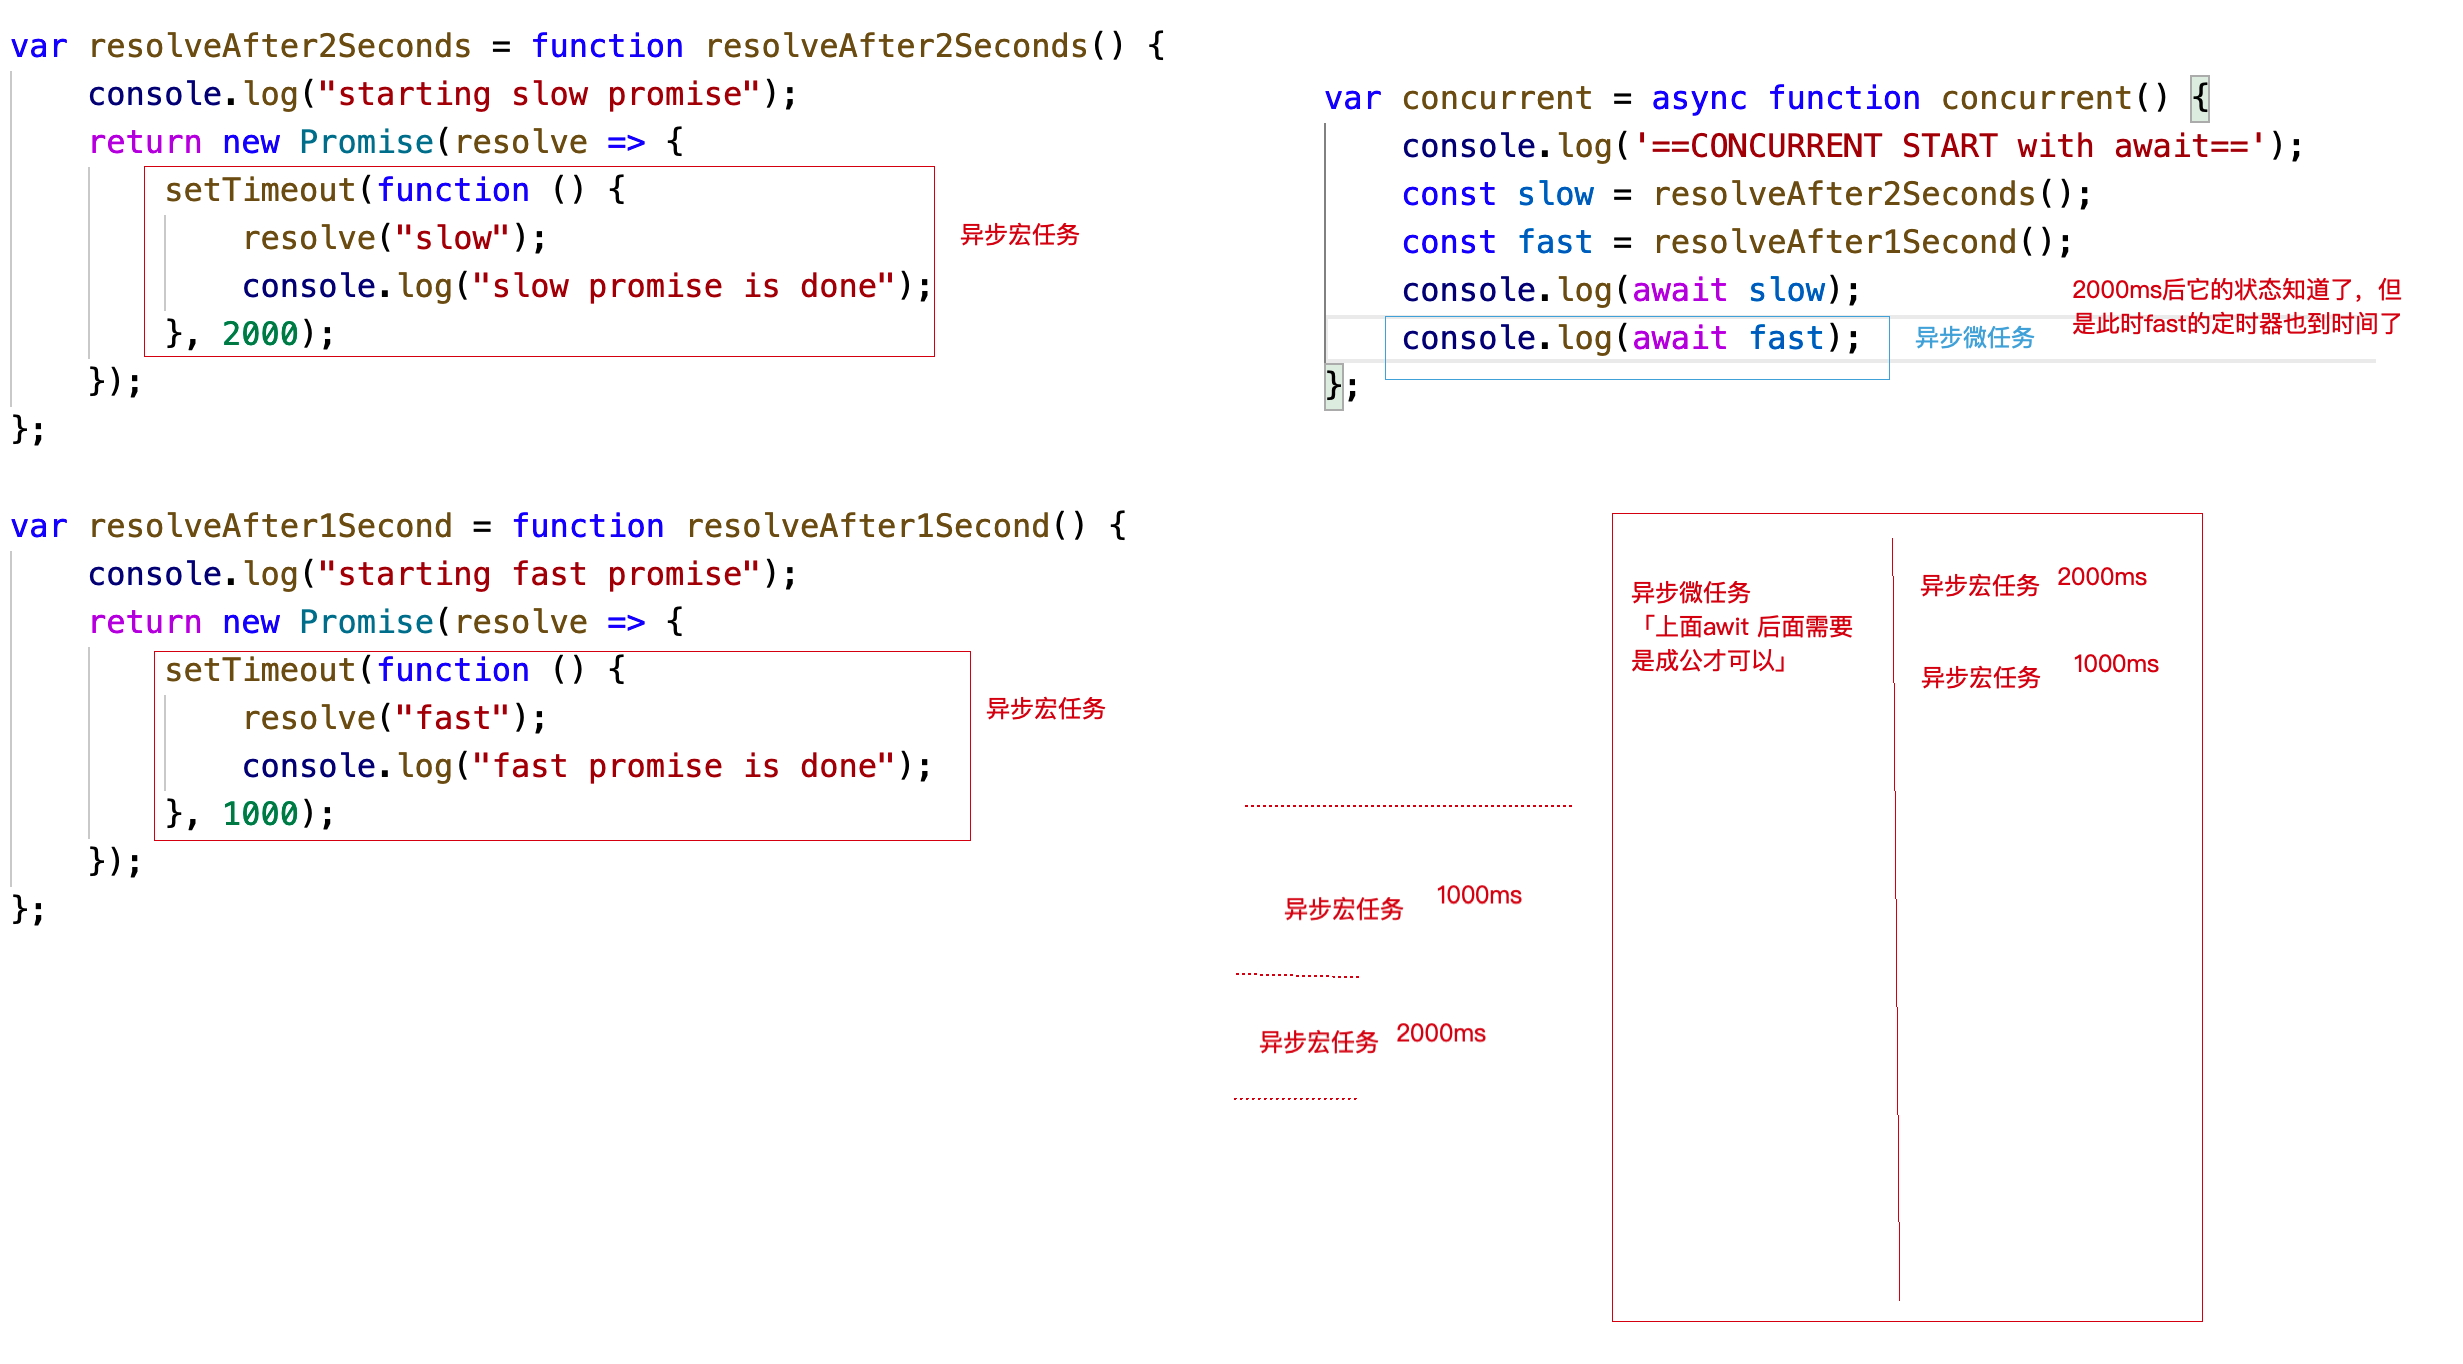 var resolveAfter2Seconds = function resolveAfter2Seconds() {
    console.log("starting slow promise");
    return new Promise(resolve => {
        setTimeout(function () {
            resolve("slow");
            console.log("slow promise is done");
        }, 2000);
    });
};
异步宏任务
var resolveAfter1Second = function resolveAfter1Second() {
    console.log("starting fast promise");
    return new Promise(resolve => {
        setTimeout(function () {
            resolve("fast");
            console.log("fast promise is done");
        }, 1000);
    });
};
异步宏任务
var concurrent = async function concurrent() {
    console.log('==CONCURRENT START with await==');
    const slow = resolveAfter2Seconds();
    const fast = resolveAfter1Second();
    console.log(await slow);
    console.log(await fast);
};
异步微任务
2000ms后它的状态知道了，但
是此时fast的定时器也到时间了
异步微任务
「上面awit 后面需要
是成公才可以」
异步宏任务 2000ms
异步宏任务 1000ms
异步宏任务 1000ms
异步宏任务 2000ms